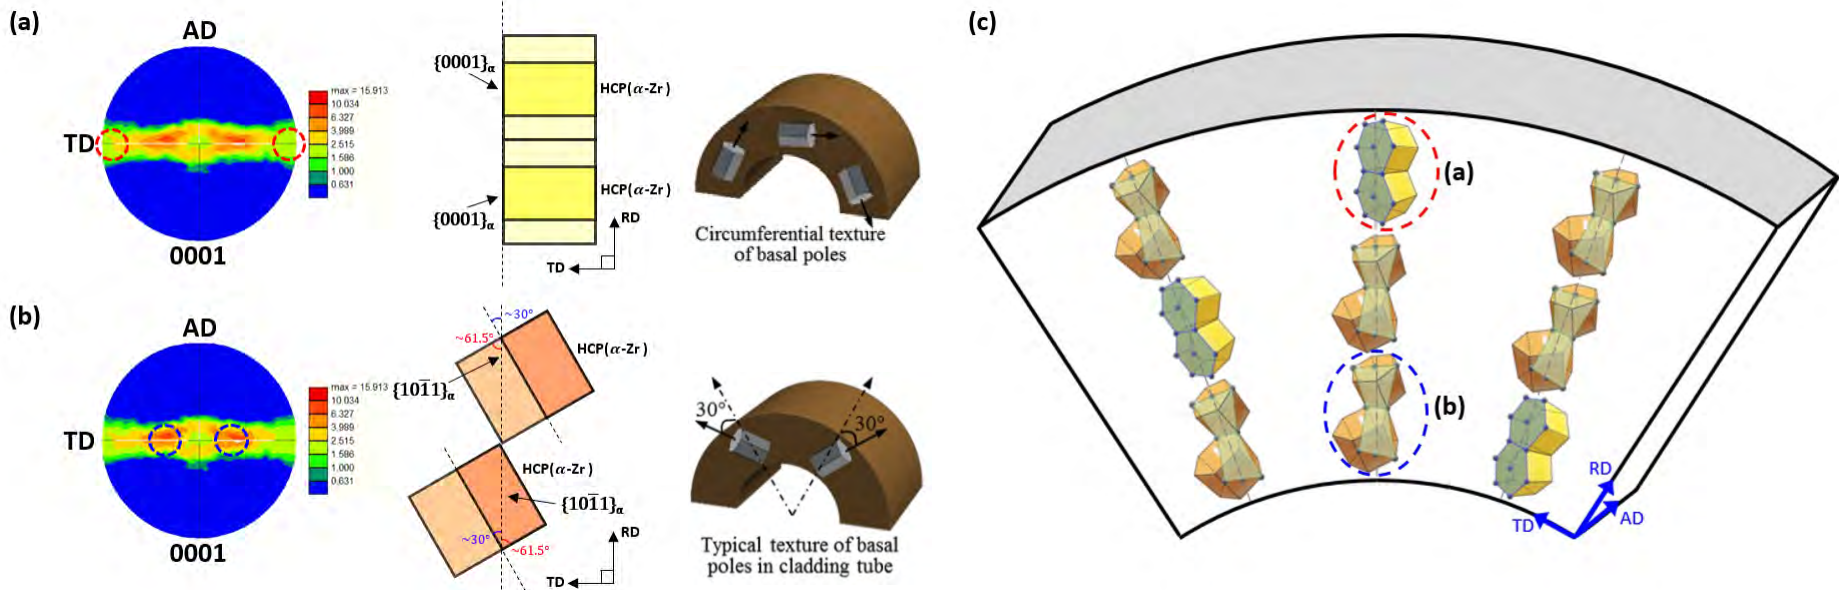 (a)
AD
TD
0001
max = 15.913
10.034
6.327
3.989
2.515
1.586
1.000
0.631
{0001}α
HCP(α-Zr)
HCP(α-Zr)
{0001}α
RD
TD
Circumferential texture
of basal poles
(b)
AD
TD
0001
max = 15.913
10.034
6.327
3.989
2.515
1.586
1.000
0.631
~30°
~61.5°
HCP(α-Zr)
{101̅1}α
HCP(α-Zr)
{101̅1}α
~30°
~61.5°
RD
TD
30°
30°
Typical texture of basal
poles in cladding tube
(c)
(a)
(b)
RD
TD
AD